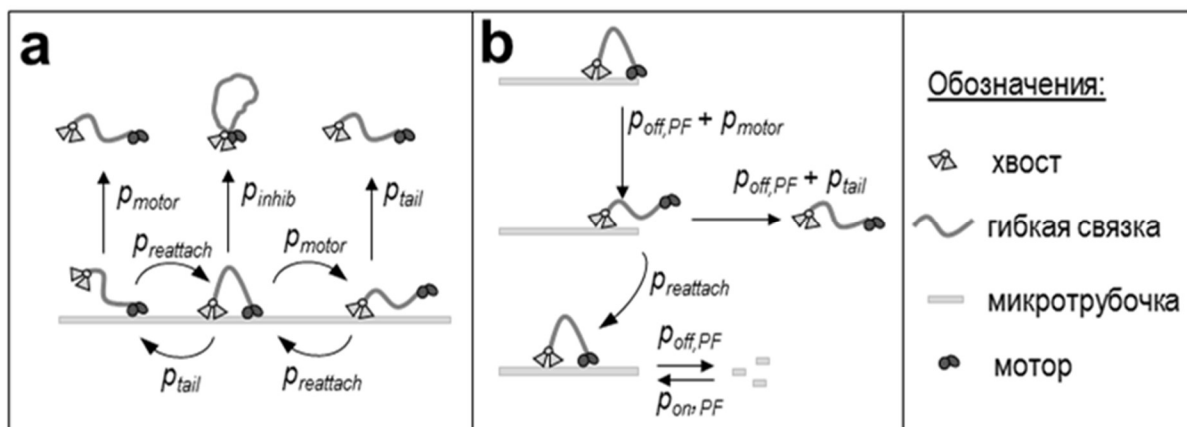 a
p_motor
p_inhib
p_tail
p_reattach
p_motor
p_tail
p_reattach
b
p_off,PF + p_motor
p_off,PF + p_tail
p_reattach
p_off,PF
p_on,PF
Обозначения:
хвост
гибкая связка
микротрубочка
мотор